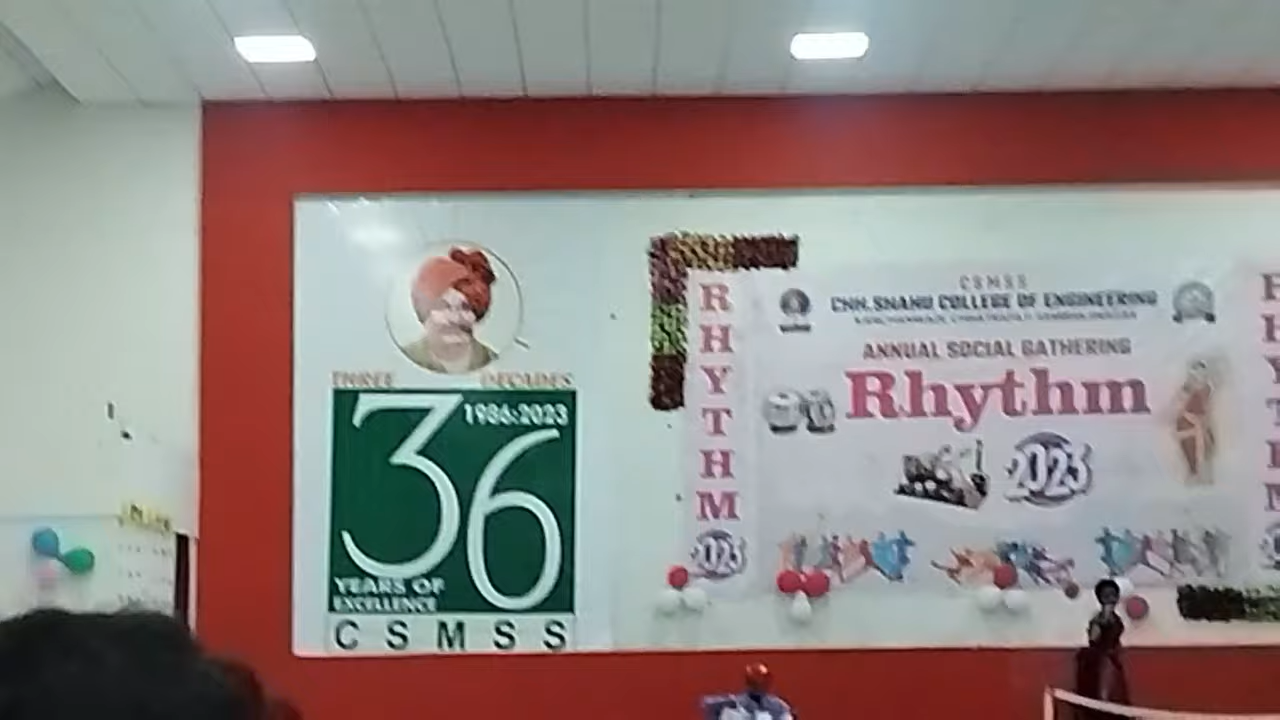 THREE DECADES
1986-2023
36
YEARS OF
EXCELLENCE
CSMSS
RHYTHM
2023
CSMSS
CHH.SHAHU COLLEGE OF ENGINEERING
ANNUAL SOCIAL GATHERING
Rhythm
2023